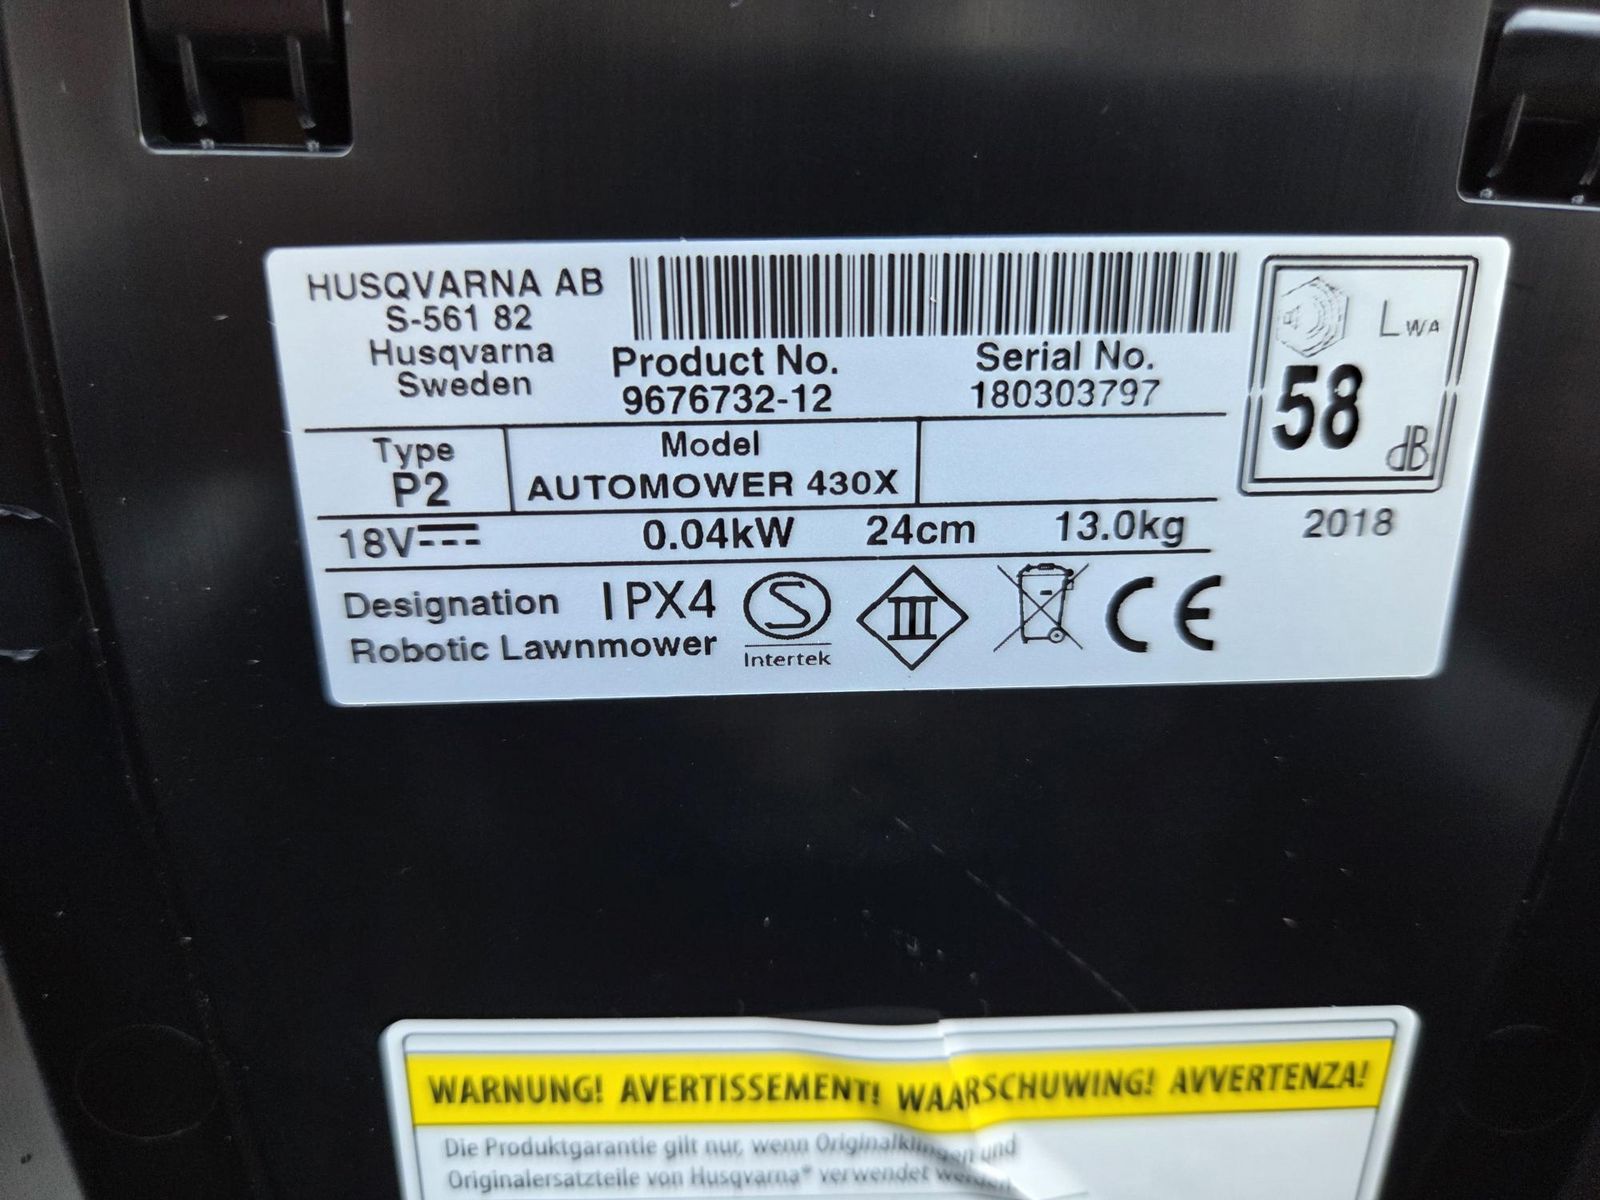 HUSQVARNA AB
S-561 82
Husqvarna
Sweden
Product No.
9676732-12
Serial No.
180303797
LWA
58
dB
2018
Type
P2
Model
AUTOMOWER 430X
18V
0.04kW
24cm
13.0kg
Designation
Robotic Lawnmower
IPX4
S
Intertek
III
CE
WARNUNG! AVERTISSEMENT! WAARSCHUWING! AVVERTENZA!
Die Produktgarantie gilt nur, wenn Originalklingen und
Originalersatzteile von Husqvarna® verwendet werden